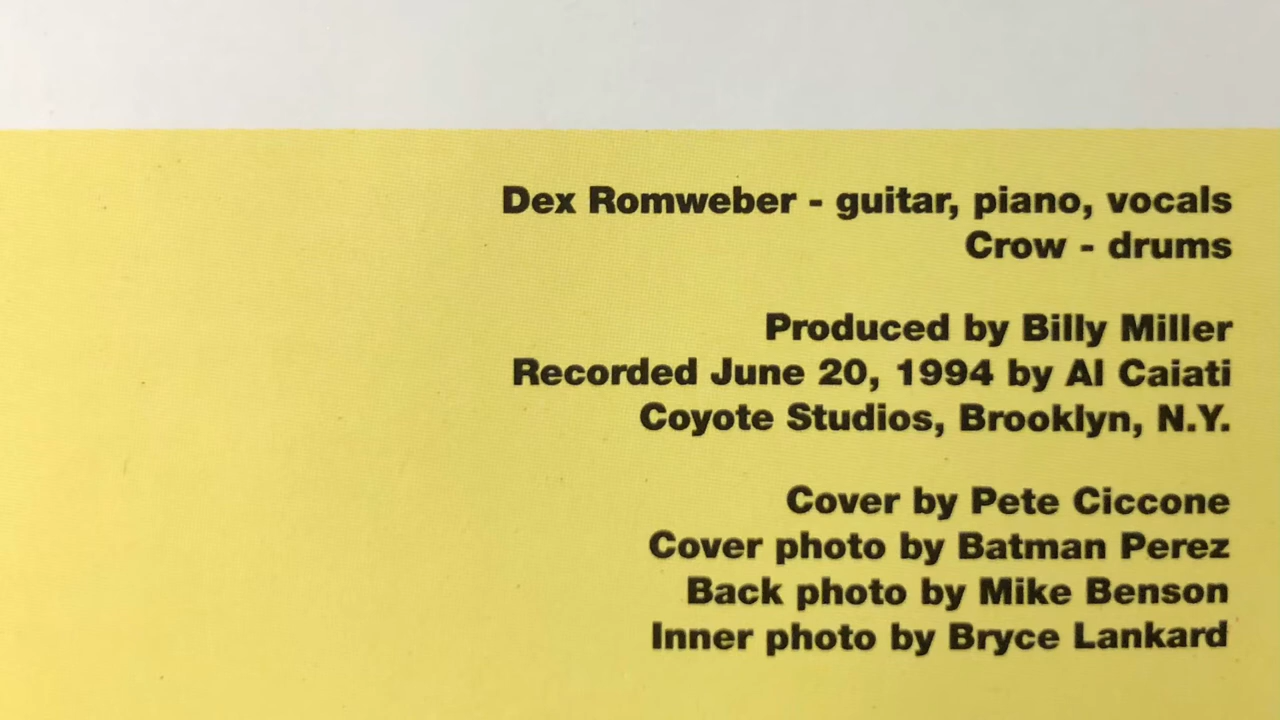 Dex Romweber - guitar, piano, vocals
Crow - drums
Produced by Billy Miller
Recorded June 20, 1994 by Al Caiati
Coyote Studios, Brooklyn, N.Y.
Cover by Pete Ciccone
Cover photo by Batman Perez
Back photo by Mike Benson
Inner photo by Bryce Lankard